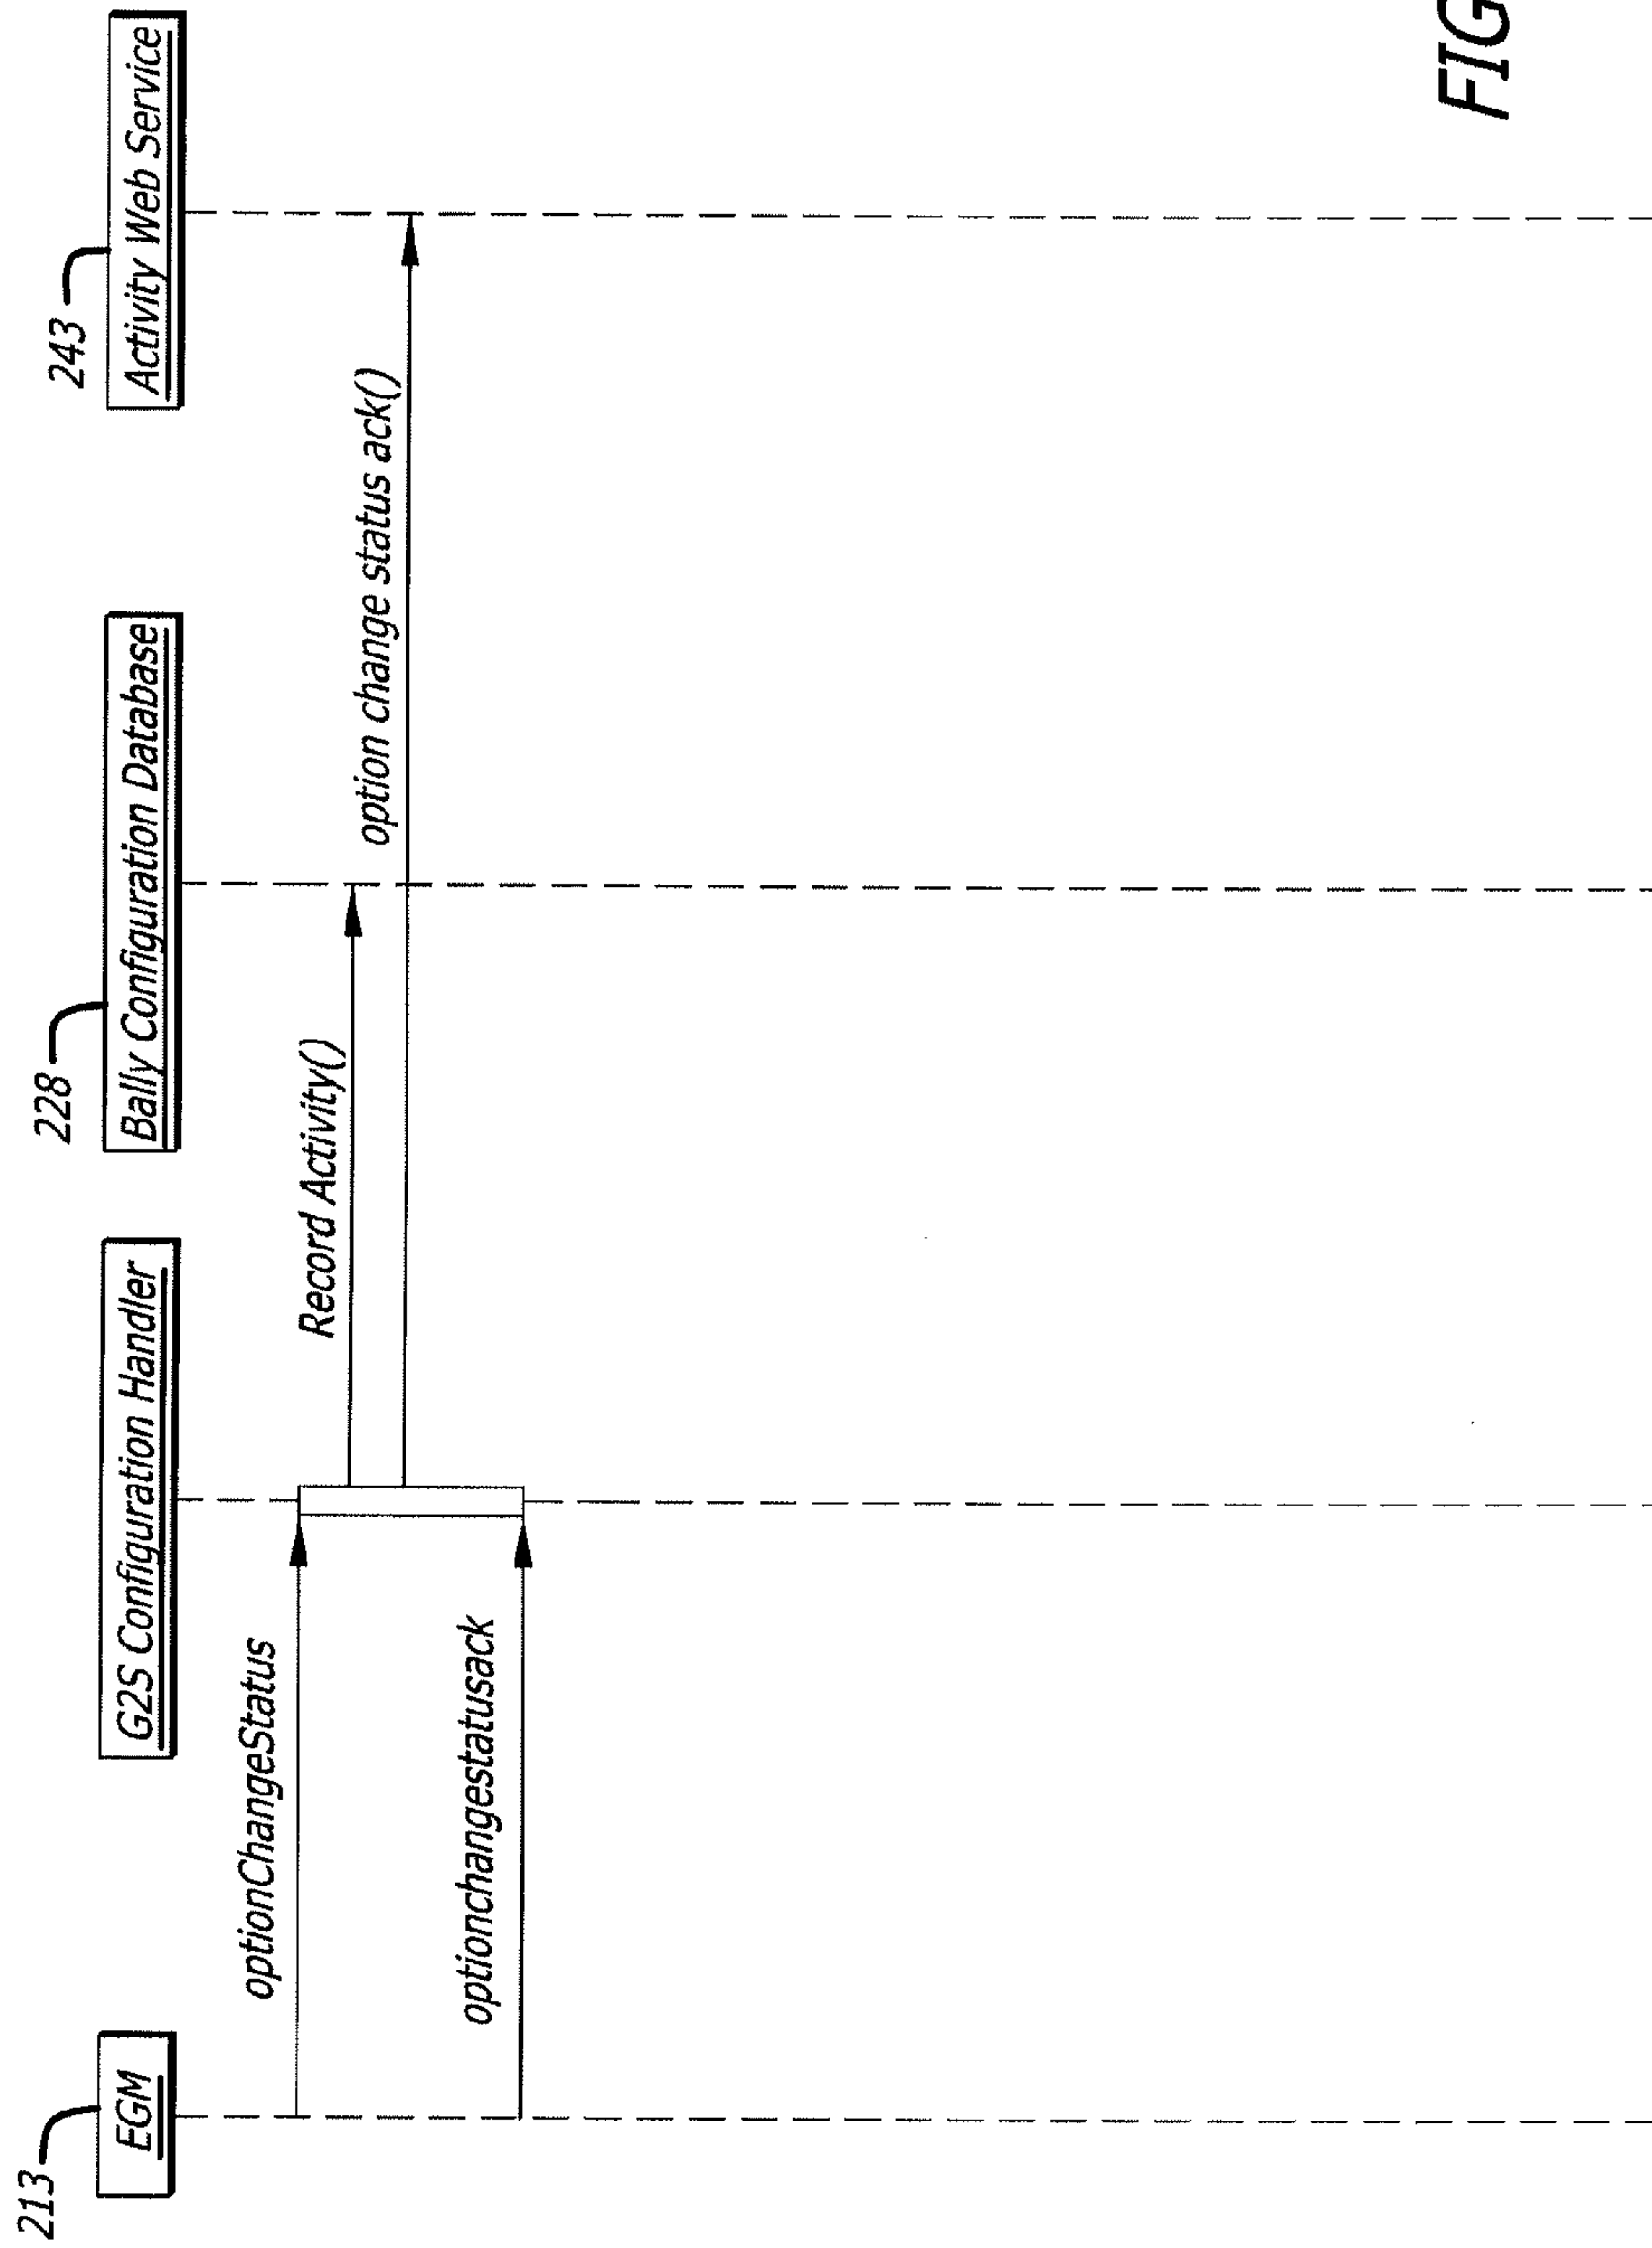 213
228
243
EGM
G2S Configuration Handler
Bally Configuration Database
Activity Web Service
optionChangeStatus
Record Activity()
option change status ack()
optionchangestatusack
FIG